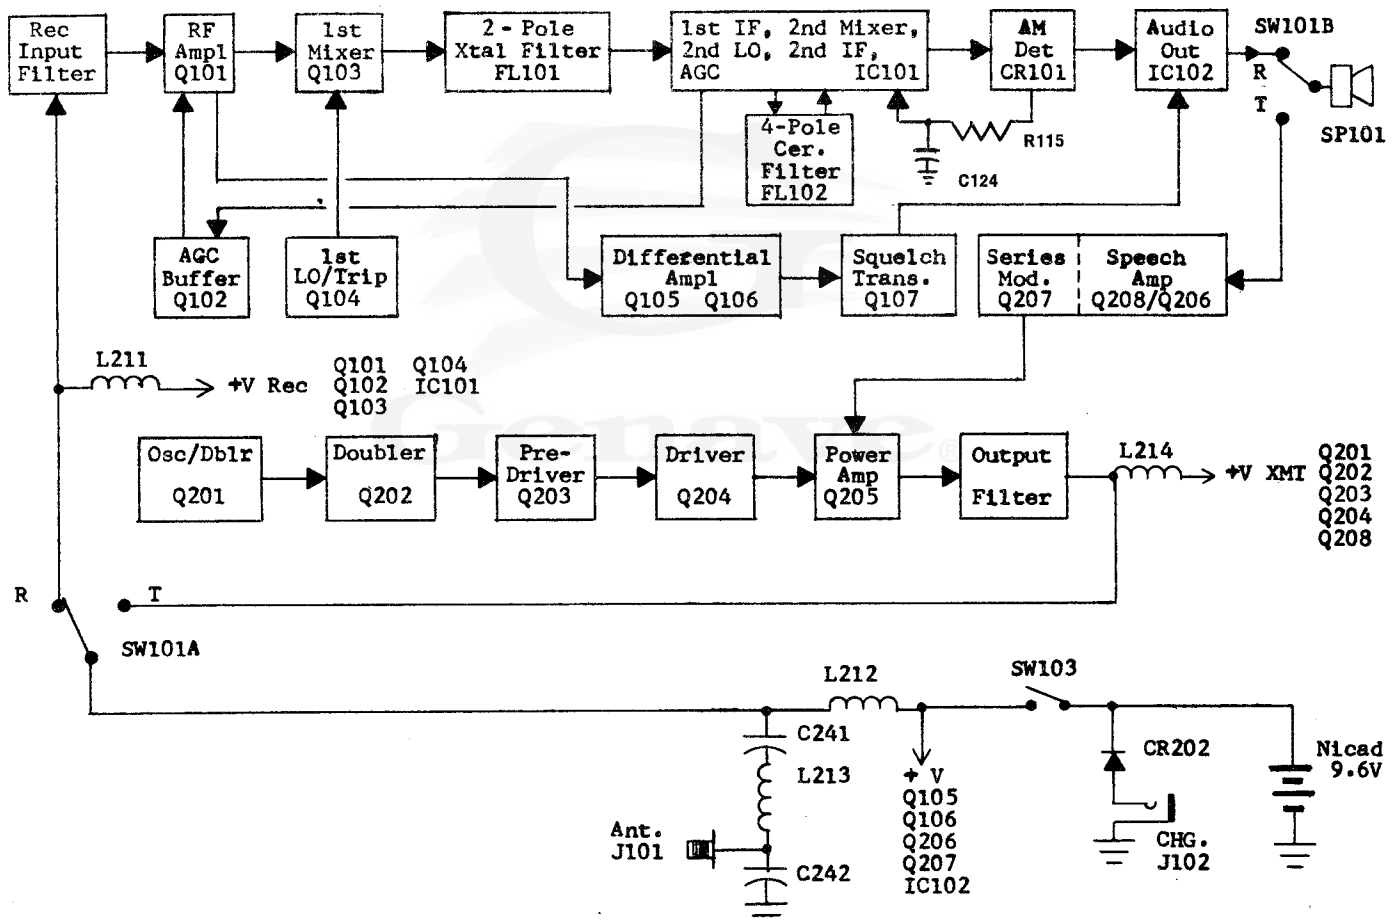 Rec
Input
Filter
RF
Ampl
Q101
1st
Mixer
Q103
2 - Pole
Xtal Filter
FL101
1st IF, 2nd Mixer,
2nd LO, 2nd IF,
AGC IC101
AM
Det
CR101
Audio
Out
IC102
SW101B
R
T
SP101
4-Pole
Cer.
Filter
FL102
R115
C124
AGC
Buffer
Q102
1st
LO/Trip
Q104
Differential
Ampl
Q105 Q106
Squelch
Trans.
Q107
Series
Mod.
Q207
Speech
Amp
Q208/Q206
L211
+V Rec
Q101 Q104
Q102 IC101
Q103
Genave®
Osc/Dblr
Q201
Doubler
Q202
Pre-
Driver
Q203
Driver
Q204
Power
Amp
Q205
Output
Filter
L214
+V XMT
Q201
Q202
Q203
Q204
Q208
R
T
SW101A
L212
SW103
C241
L213
Ant.
J101
C242
+ V
Q105
Q106
Q206
Q207
IC102
CR202
CHG.
J102
Nicad
9.6V